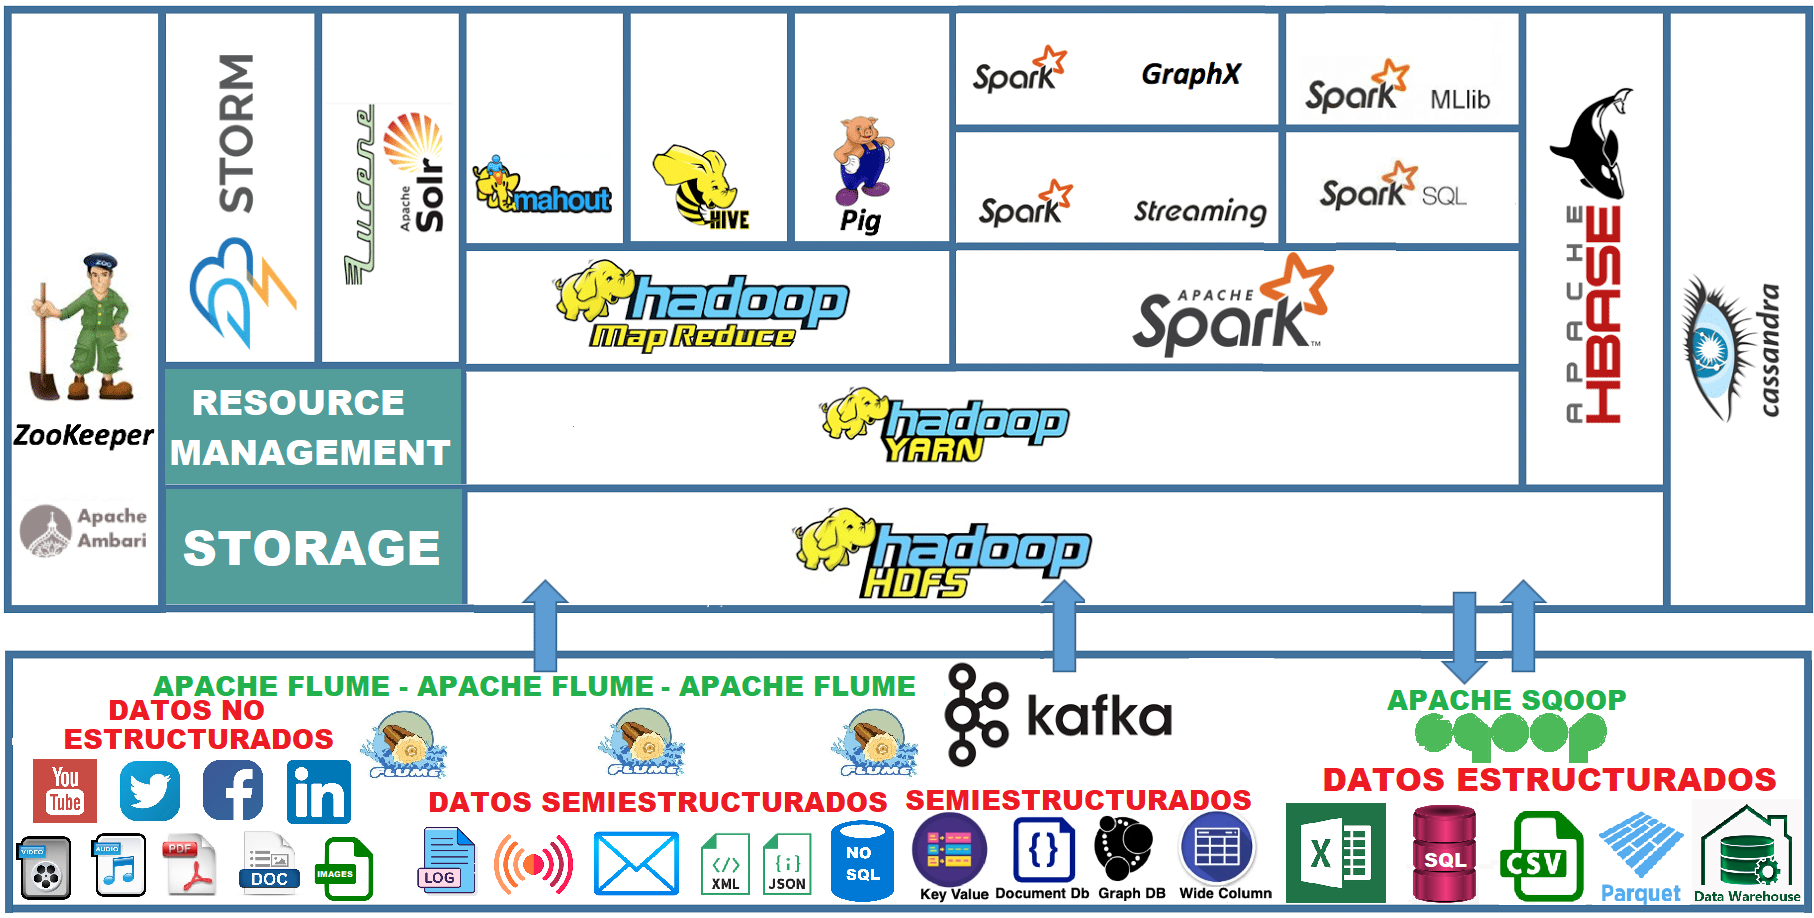 ZOO
ZooKeeper
Apache
Ambari
STORM
Lucene
Apache
Solr
mahout
HIVE
Pig
Spark GraphX
Spark MLlib
Spark Streaming
Spark SQL
hadoop
Map Reduce
APACHE
Spark™
APACHE
HBASE
cassandra
RESOURCE
MANAGEMENT
hadoop
YARN
STORAGE
hadoop
HDFS
APACHE FLUME - APACHE FLUME - APACHE FLUME
DATOS NO
ESTRUCTURADOS
FLUME
FLUME
FLUME
kafka
APACHE SQOOP
sqoop
You
Tube
in
DATOS SEMIESTRUCTURADOS
SEMIESTRUCTURADOS
DATOS ESTRUCTURADOS
VIDEO
AUDIO
PDF
DOC
IMAGES
LOG
</>
XML
{i}
JSON
NO
SQL
Key Value
{}
Document Db
Graph DB
Wide Column
X
SQL
CSV
Parquet
Data Warehouse